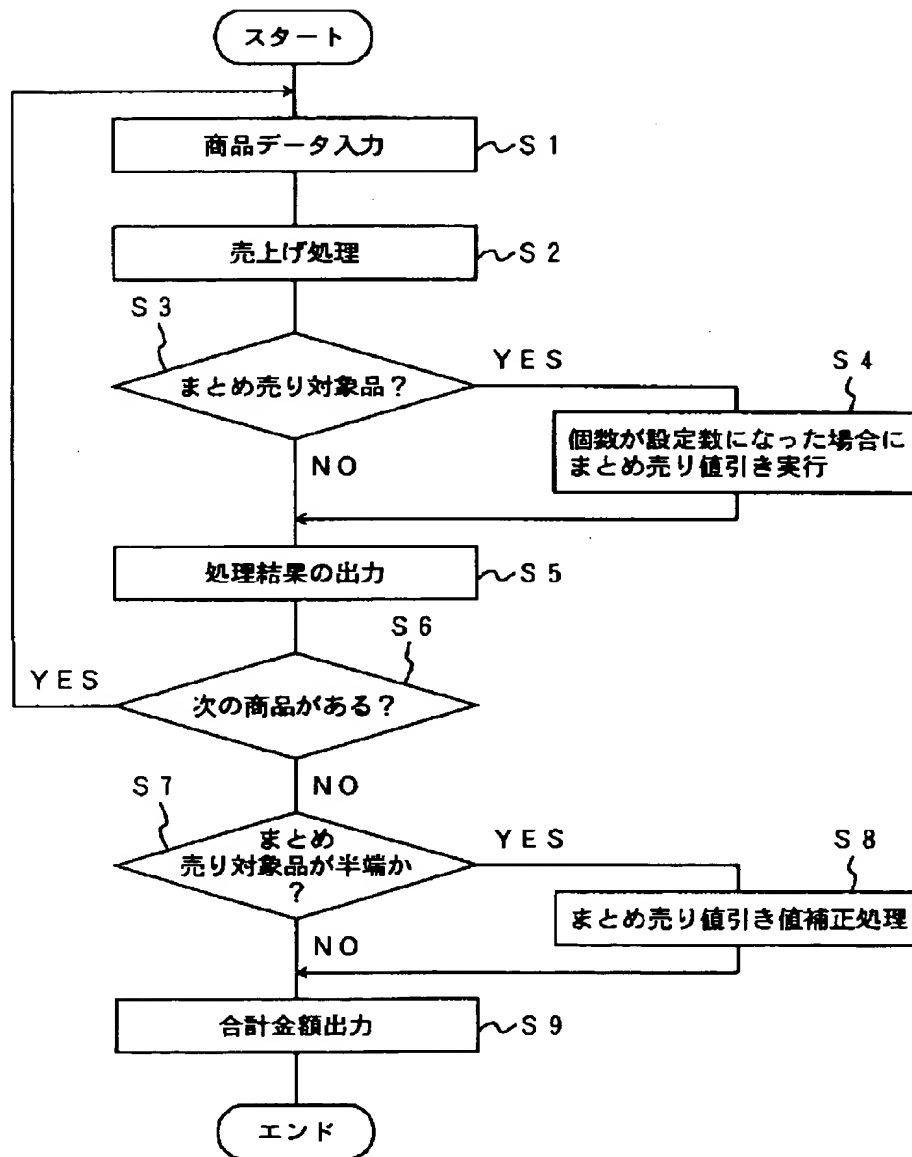 スタート
商品データ入力
S1
売上げ処理
S2
S3
まとめ売り対象品?
YES
NO
S4
個数が設定数になった場合に
まとめ売り値引き実行
処理結果の出力
S5
S6
次の商品がある?
YES
NO
S7
まとめ
売り対象品が半端か
?
YES
NO
S8
まとめ売り値引き値補正処理
合計金額出力
S9
エンド